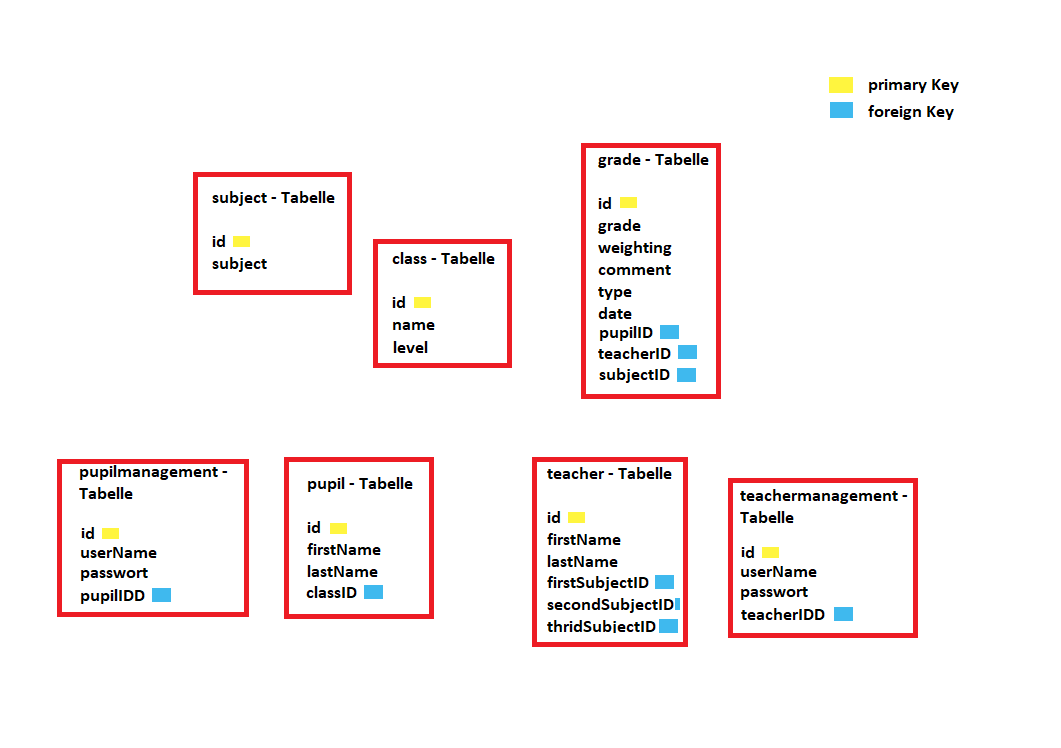 primary Key
foreign Key
subject - Tabelle
id
subject
class - Tabelle
id
name
level
grade - Tabelle
id
grade
weighting
comment
type
date
pupilID
teacherID
subjectID
pupilmanagement -
Tabelle
id
userName
passwort
pupilIDD
pupil - Tabelle
id
firstName
lastName
classID
teacher - Tabelle
id
firstName
lastName
firstSubjectID
secondSubjectID
thridSubjectID
teachermanagement -
Tabelle
id
userName
passwort
teacherIDD